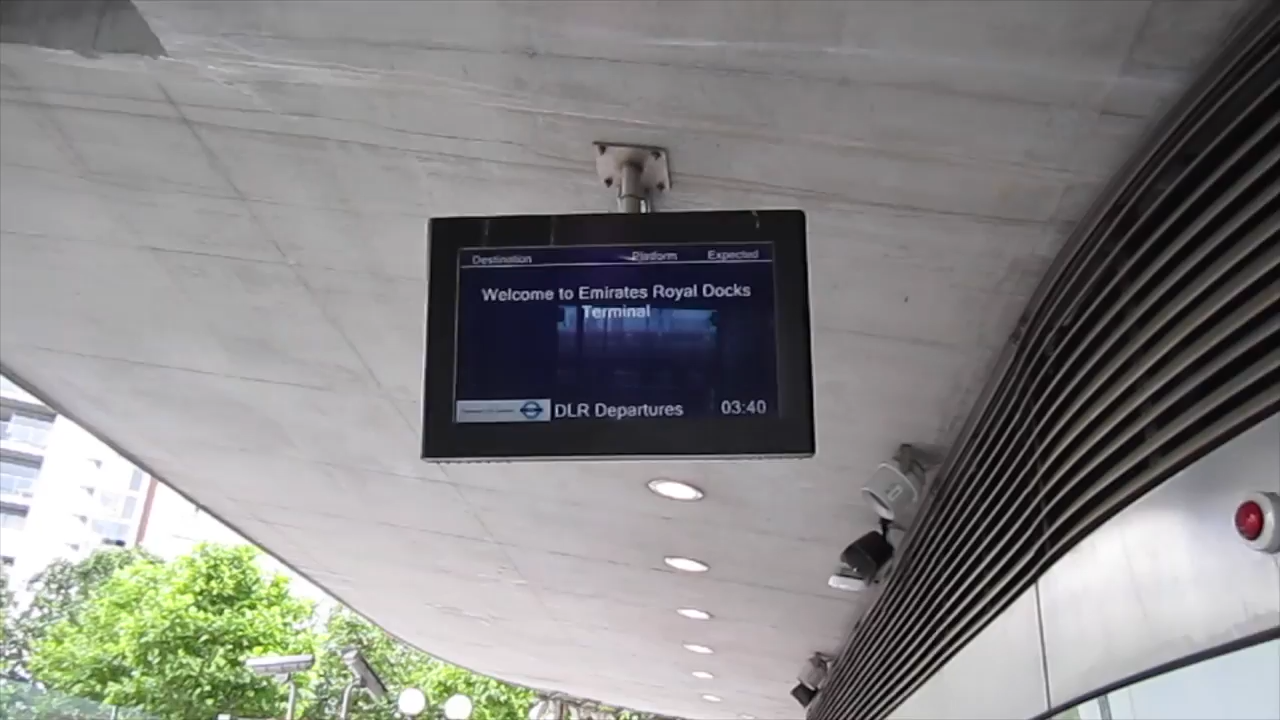 Destination Platform Expected
Welcome to Emirates Royal Docks
Terminal
DLR Departures 03:40